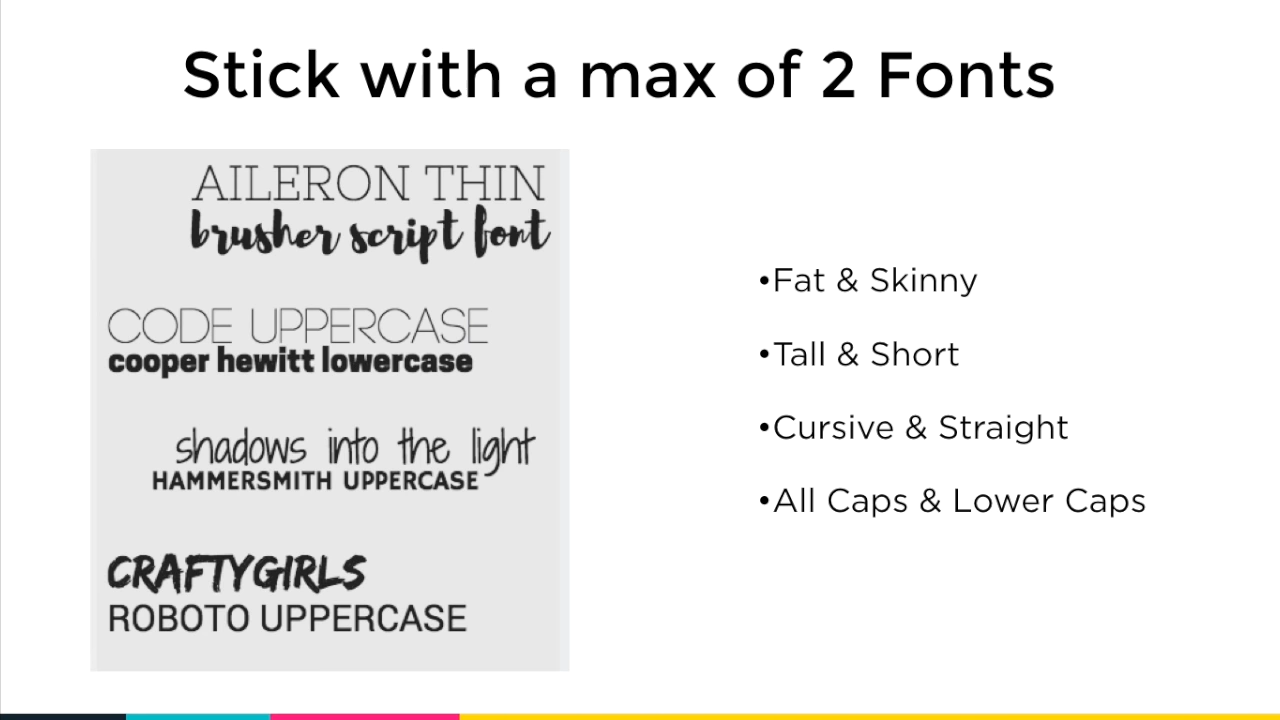 Stick with a max of 2 Fonts
AILERON THIN
brusher script font
CODE UPPERCASE
cooper hewitt lowercase
shadows into the light
HAMMERSMITH UPPERCASE
CRAFTYGIRLS
ROBOTO UPPERCASE
•Fat & Skinny
•Tall & Short
•Cursive & Straight
•All Caps & Lower Caps